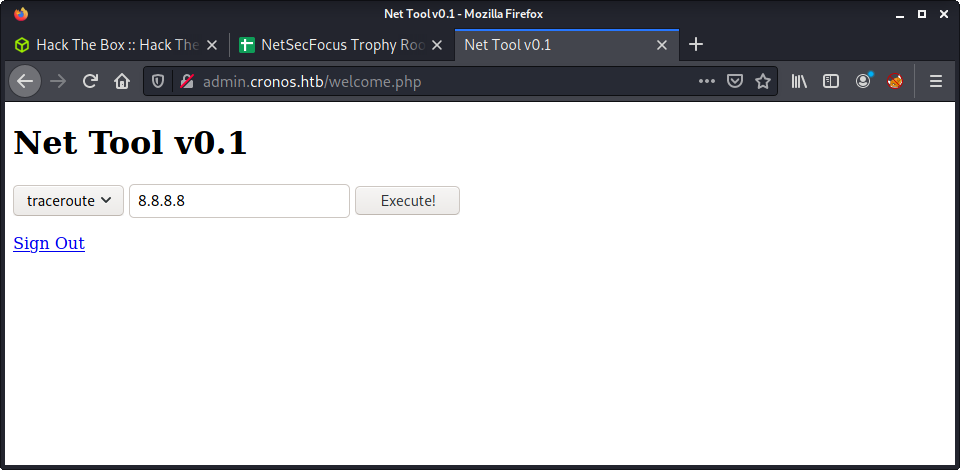 Net Tool v0.1 - Mozilla Firefox
Hack The Box :: Hack The
NetSecFocus Trophy Roo
Net Tool v0.1
admin.cronos.htb/welcome.php
Net Tool v0.1
traceroute 8.8.8.8 Execute!
Sign Out